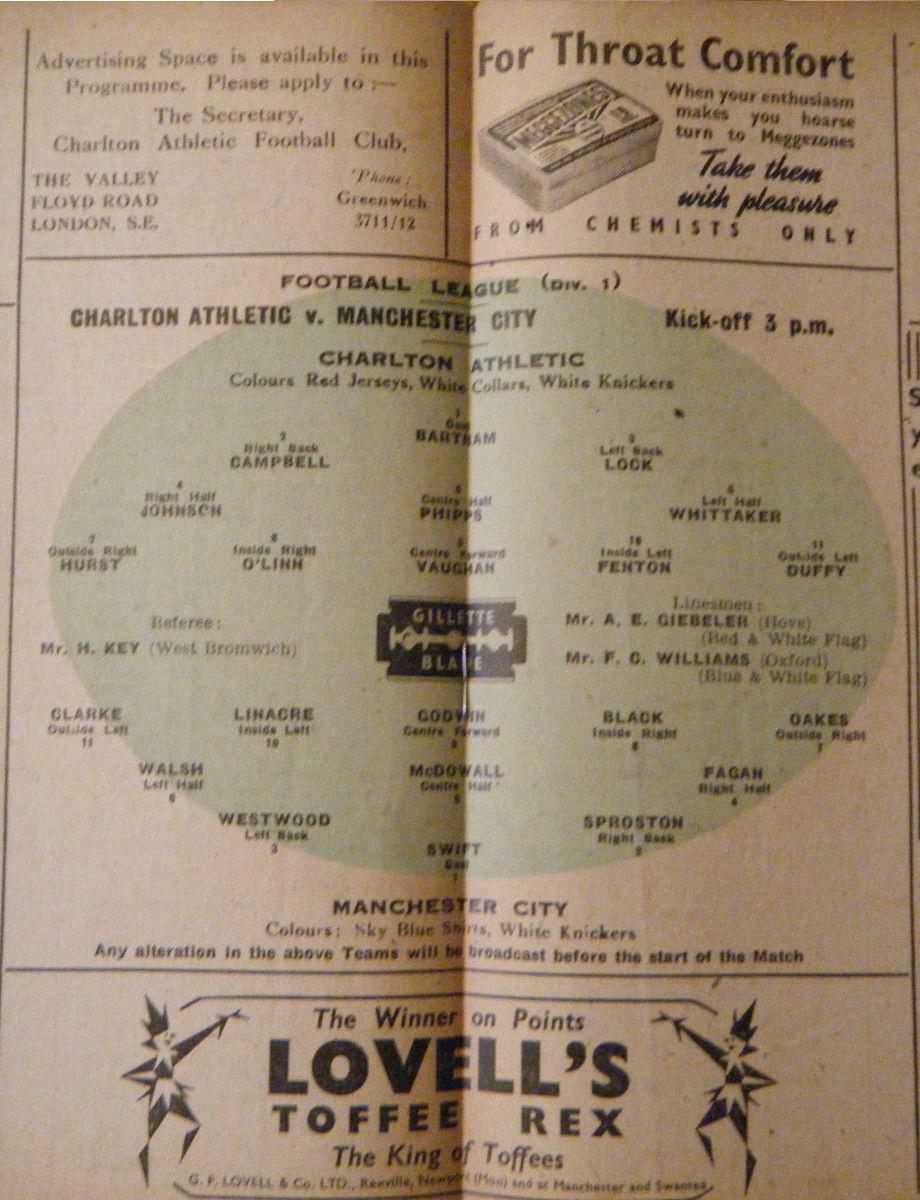 Advertising Space is available in this
Programme. Please apply to :—
The Secretary,
Charlton Athletic Football Club,
THE VALLEY 'Phone:
FLOYD ROAD Greenwich
LONDON, S.E. 3711/12
For Throat Comfort
MEGGEZONES
When your enthusiasm
makes you hoarse
turn to Meggezones
Take them
with pleasure
FROM CHEMISTS ONLY
FOOTBALL LEAGUE (Div. 1)
CHARLTON ATHLETIC v. MANCHESTER CITY Kick-off 3 p.m.
CHARLTON ATHLETIC
Colours Red Jerseys, White Collars, White Knickers
1
Goal
BARTRAM
2 3
Right Back Left Back
CAMPBELL LOCK
4 5 6
Right Half Centre Half Left Half
JOHNSON PHIPPS WHITTAKER
7 8 9 10 11
Outside Right Inside Right Centre Forward Inside Left Outside Left
HURST O'LINN VAUGHAN FENTON DUFFY
Referee:
Mr. H. KEY (West Bromwich)
GILLETTE
BLADE
Linesmen:
Mr. A. E. GIEBELER (Hove)
(Red & White Flag)
Mr. F. C. WILLIAMS (Oxford)
(Blue & White Flag)
CLARKE LINACRE GODWIN BLACK OAKES
Outside Left Inside Left Centre Forward Inside Right Outside Right
11 10 9 8 7
WALSH McDOWALL FAGAN
Left Half Centre Half Right Half
6 5 4
WESTWOOD SPROSTON
Left Back Right Back
3 2
SWIFT
Goal
1
MANCHESTER CITY
Colours: Sky Blue Shirts, White Knickers
Any alteration in the above Teams will be broadcast before the start of the Match
The Winner on Points
LOVELL'S
TOFFEE REX
The King of Toffees
G. F. LOVELL & Co. LTD., Rexville, Newport (Mon) and at Manchester and Swansea